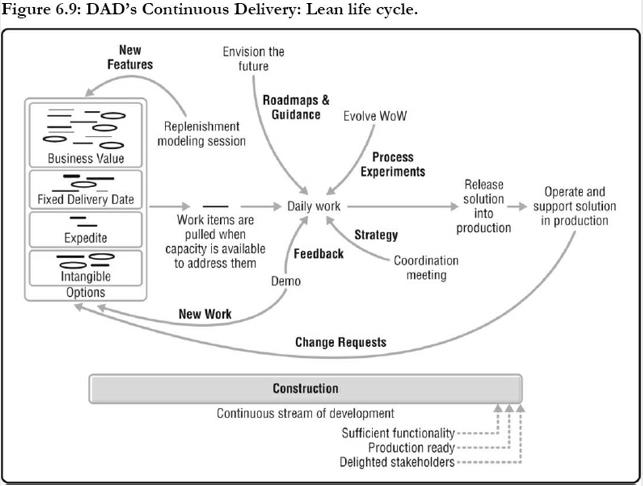 Figure 6.9: DAD's Continuous Delivery: Lean life cycle.
New
Features
Envision the
future
Roadmaps &
Guidance
Evolve WoW
Replenishment
modeling session
Process
Experiments
Business Value
Fixed Delivery Date
Expedite
Intangible
Options
Work items are
pulled when
capacity is available
to address them
Daily work
Release
solution
into
production
Operate and
support solution
in production
Strategy
Feedback
Coordination
meeting
Demo
New Work
Change Requests
Construction
Continuous stream of development
Sufficient functionality
Production ready
Delighted stakeholders